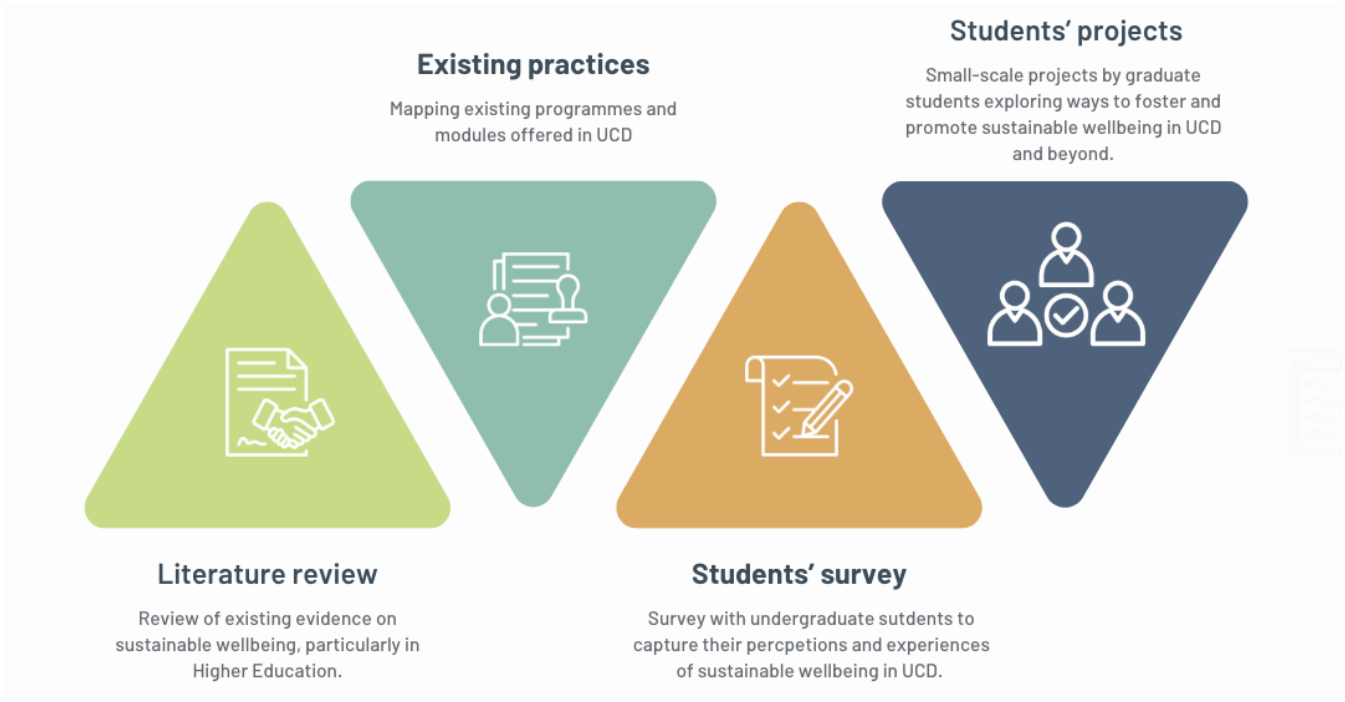 Literature review
Review of existing evidence on
sustainable wellbeing, particularly in
Higher Education.
Existing practices
Mapping existing programmes and
modules offered in UCD
Students’ survey
Survey with undergraduate sutdents to
capture their percpetions and experiences
of sustainable wellbeing in UCD.
Students’ projects
Small-scale projects by graduate
students exploring ways to foster and
promote sustainable wellbeing in UCD
and beyond.